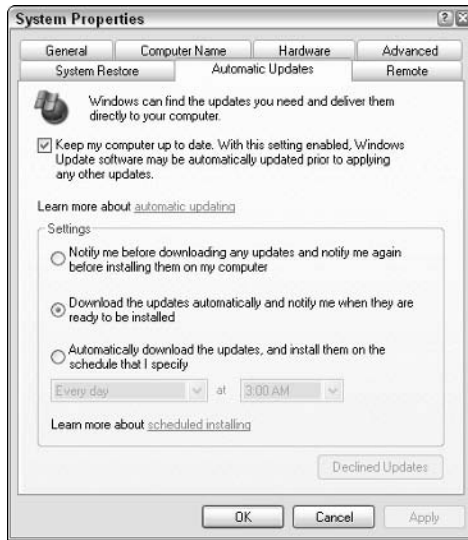 System Properties
General Computer Name Hardware Advanced
System Restore Automatic Updates Remote
Windows can find the updates you need and deliver them
directly to your computer.
Keep my computer up to date. With this setting enabled, Windows
Update software may be automatically updated prior to applying
any other updates.
Learn more about automatic updating
Settings
Notify me before downloading any updates and notify me again
before installing them on my computer
Download the updates automatically and notify me when they are
ready to be installed
Automatically download the updates, and install them on the
schedule that I specify
Every day at 3:00 AM
Learn more about scheduled installing
Declined Updates
OK Cancel Apply